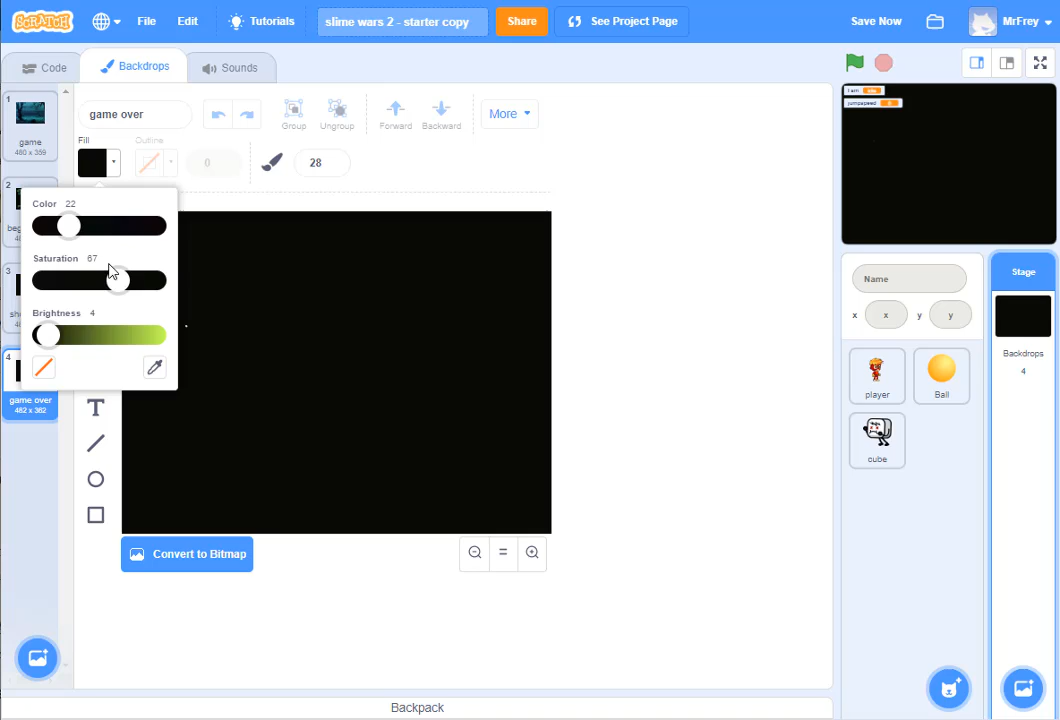 SCRATCH File Edit Tutorials slime wars 2 - starter copy Share See Project Page Save Now MrFrey
Code Backdrops Sounds
1
game
480 x 359
game over Group Ungroup Forward Backward More
Fill Outline
0 28
I am
jumpspeed
2
Color 22
Saturation 67
Brightness 4
3
4
game over
482 x 362
T
Convert to Bitmap
Name
x x y y
player Ball
cube
Stage
Backdrops
4
Backpack